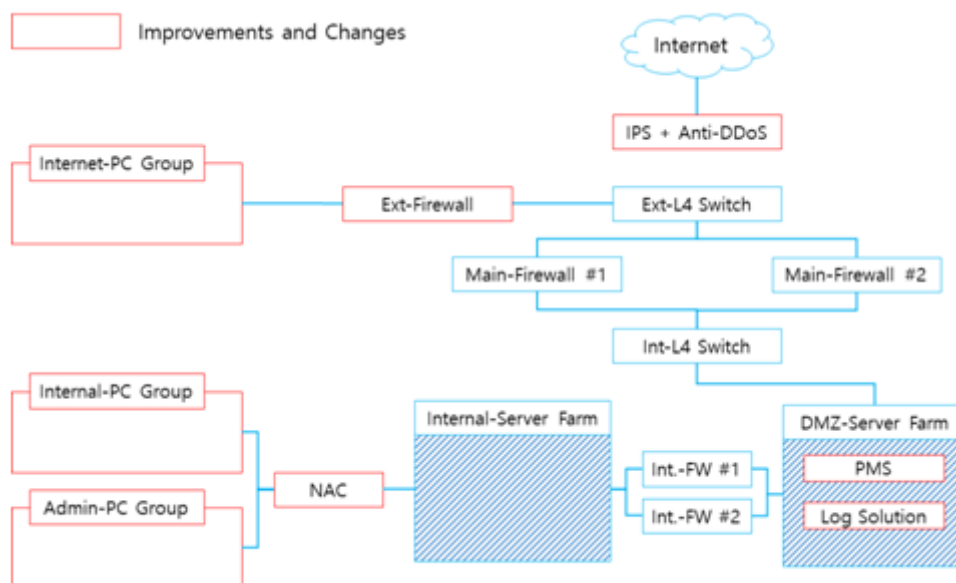 Improvements and Changes
Internet
IPS + Anti-DDoS
Internet-PC Group
Ext-Firewall
Ext-L4 Switch
Main-Firewall #1
Main-Firewall #2
Int-L4 Switch
Internal-PC Group
Internal-Server Farm
DMZ-Server Farm
Int.-FW #1
PMS
NAC
Admin-PC Group
Int.-FW #2
Log Solution